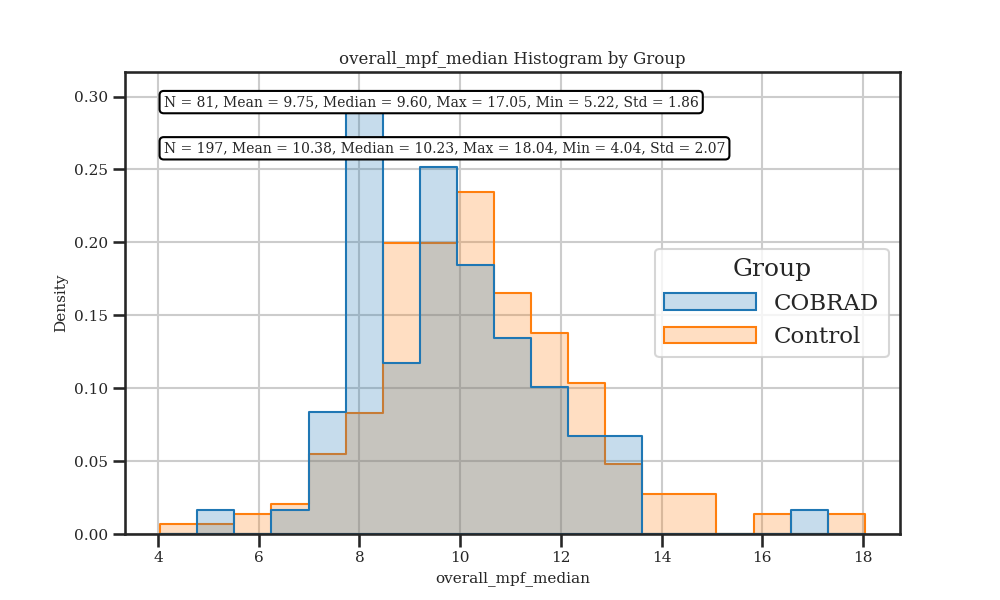 overall_mpf_median Histogram by Group
N = 81, Mean = 9.75, Median = 9.60, Max = 17.05, Min = 5.22, Std = 1.86
N = 197, Mean = 10.38, Median = 10.23, Max = 18.04, Min = 4.04, Std = 2.07
0.30
0.25
0.20
0.15
0.10
0.05
0.00
Density
Group
COBRAD
Control
4 6 8 10 12 14 16 18
overall_mpf_median